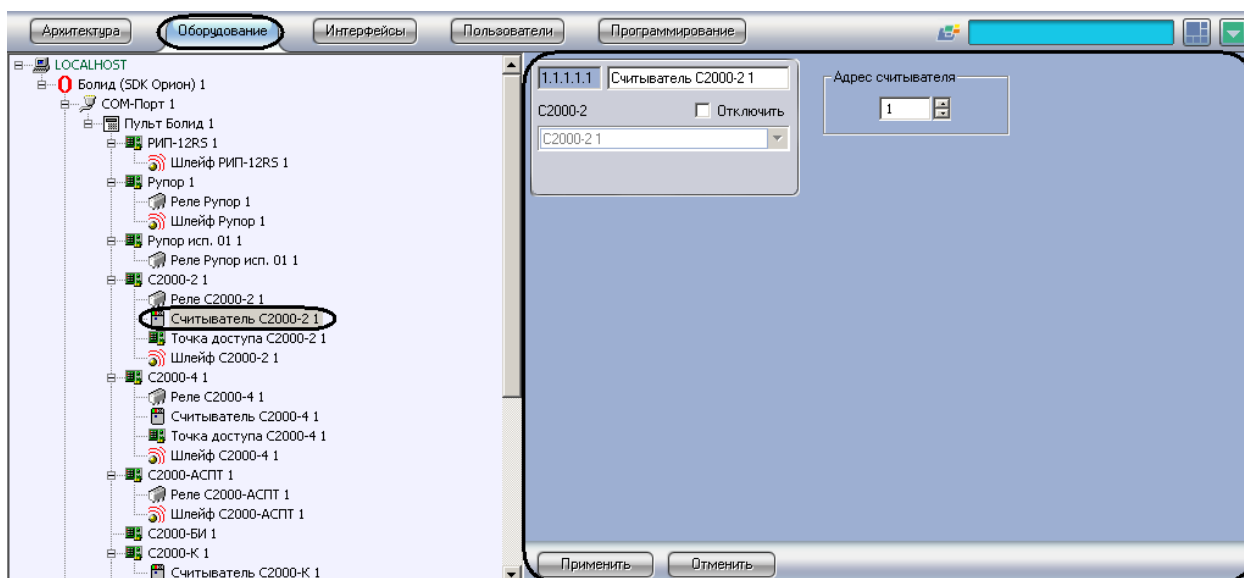 Архитектура Оборудование Интерфейсы Пользователи Программирование
LOCALHOST
Болид (SDK Орион) 1
COM-Порт 1
Пульт Болид 1
РИП-12RS 1
Шлейф РИП-12RS 1
Рупор 1
Реле Рупор 1
Шлейф Рупор 1
Рупор исп. 01 1
Реле Рупор исп. 01 1
С2000-2 1
Реле С2000-2 1
Считыватель С2000-2 1
Точка доступа С2000-2 1
Шлейф С2000-2 1
С2000-4 1
Реле С2000-4 1
Считыватель С2000-4 1
Точка доступа С2000-4 1
Шлейф С2000-4 1
С2000-АСПТ 1
Реле С2000-АСПТ 1
Шлейф С2000-АСПТ 1
С2000-БИ 1
С2000-К 1
Считыватель С2000-К 1
1.1.1.1.1 Считыватель С2000-2 1
С2000-2 Отключить
С2000-2 1
Адрес считывателя
1
Применить Отменить